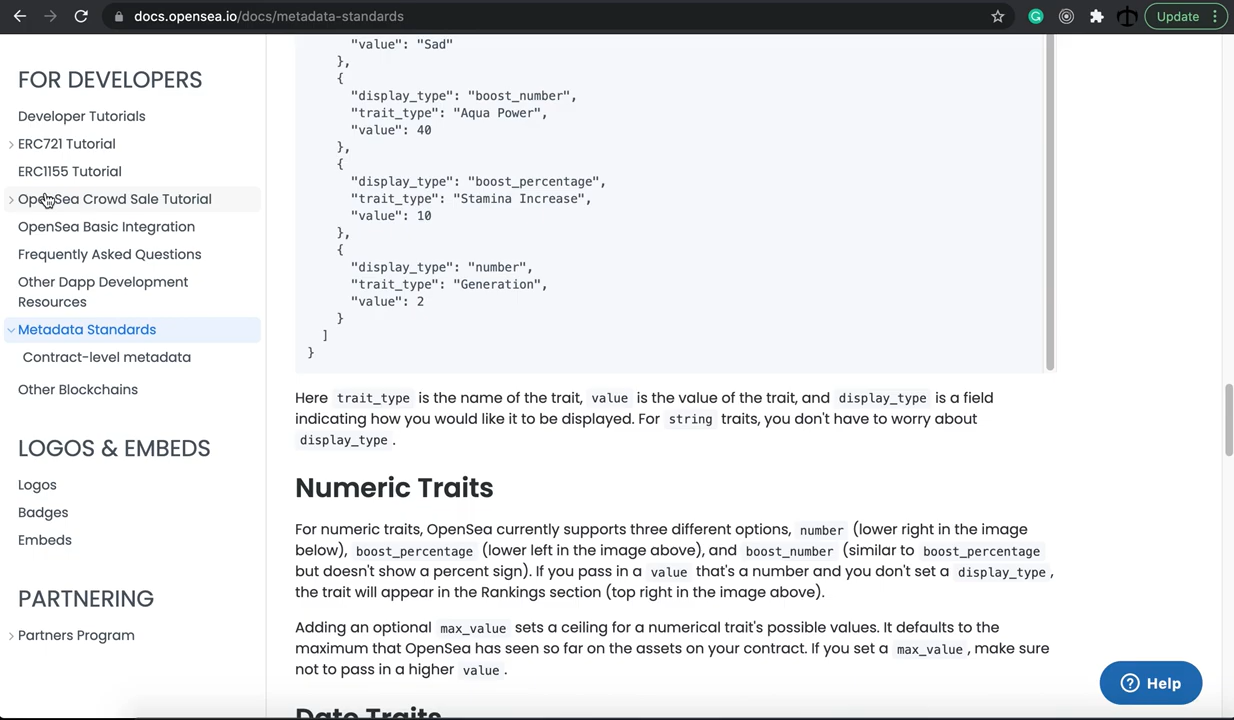 docs.opensea.io/docs/metadata-standards
Update
FOR DEVELOPERS
Developer Tutorials
ERC721 Tutorial
ERC1155 Tutorial
OpenSea Crowd Sale Tutorial
OpenSea Basic Integration
Frequently Asked Questions
Other Dapp Development
Resources
Metadata Standards
Contract-level metadata
Other Blockchains
LOGOS & EMBEDS
Logos
Badges
Embeds
PARTNERING
Partners Program
"value": "Sad"
},
{
"display_type": "boost_number",
"trait_type": "Aqua Power",
"value": 40
},
{
"display_type": "boost_percentage",
"trait_type": "Stamina Increase",
"value": 10
},
{
"display_type": "number",
"trait_type": "Generation",
"value": 2
}
]
}
Here trait_type is the name of the trait, value is the value of the trait, and display_type is a field
indicating how you would like it to be displayed. For string traits, you don't have to worry about
display_type .
Numeric Traits
For numeric traits, OpenSea currently supports three different options, number (lower right in the image
below), boost_percentage (lower left in the image above), and boost_number (similar to boost_percentage
but doesn't show a percent sign). If you pass in a value that's a number and you don't set a display_type ,
the trait will appear in the Rankings section (top right in the image above).
Adding an optional max_value sets a ceiling for a numerical trait's possible values. It defaults to the
maximum that OpenSea has seen so far on the assets on your contract. If you set a max_value , make sure
not to pass in a higher value .
Date Traits
Help